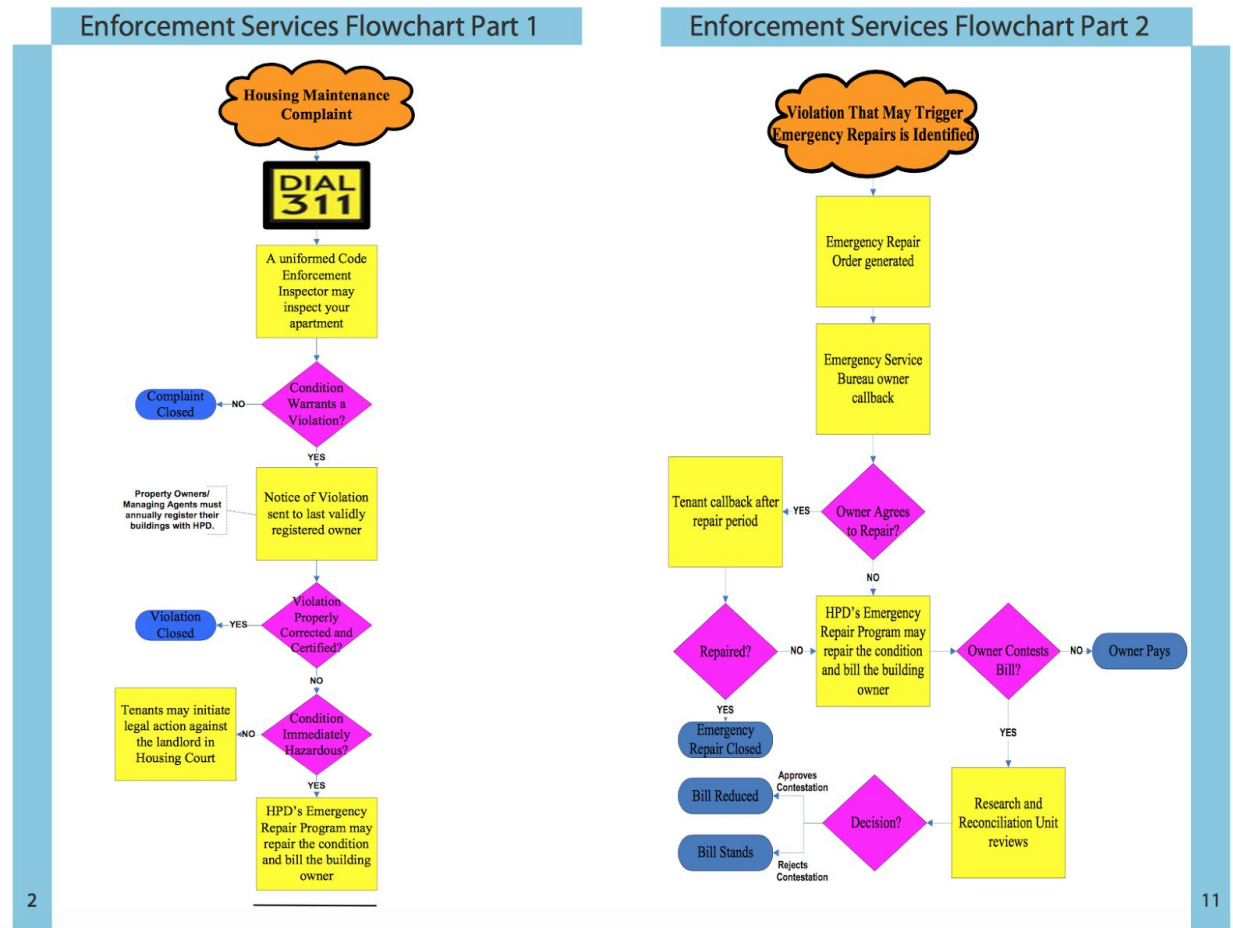 Enforcement Services Flowchart Part 1
Housing Maintenance
Complaint
DIAL
311
A uniformed Code
Enforcement
Inspector may
inspect your
apartment
Condition
Warrants a
Violation?
NO
Complaint
Closed
YES
Property Owners/
Managing Agents must
annually register their
buildings with HPD.
Notice of Violation
sent to last validly
registered owner
Violation
Properly
Corrected and
Certified?
YES
Violation
Closed
NO
Condition
Immediately
Hazardous?
NO
Tenants may initiate
legal action against
the landlord in
Housing Court
YES
HPD's Emergency
Repair Program may
repair the condition
and bill the building
owner
2
Enforcement Services Flowchart Part 2
Violation That May Trigger
Emergency Repairs is Identified
Emergency Repair
Order generated
Emergency Service
Bureau owner
callback
Owner Agrees
to Repair?
YES
Tenant callback after
repair period
NO
Repaired?
NO
HPD's Emergency
Repair Program may
repair the condition
and bill the building
owner
Owner Contests
Bill?
NO
Owner Pays
YES
Emergency
Repair Closed
YES
Research and
Reconciliation Unit
reviews
Decision?
Approves
Contestation
Bill Reduced
Bill Stands
Rejects
Contestation
11